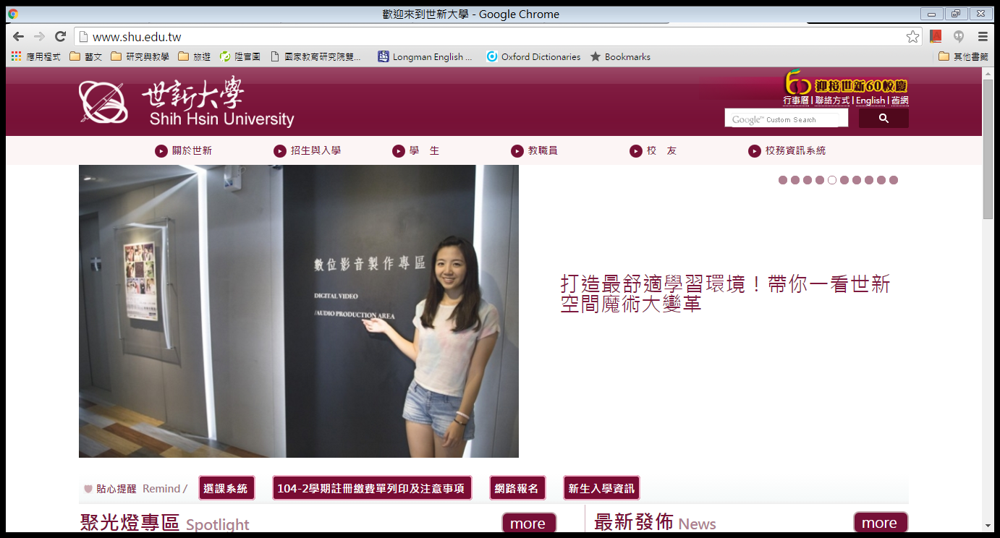 歡迎來到世新大學 - Google Chrome
www.shu.edu.tw
應用程式 藝文 研究與教學 旅遊 陞官圖 國家教育研究院雙... Longman English ... Oxford Dictionaries Bookmarks 其他書籤
世新大學
Shih Hsin University
60 迎接世新60校慶
行事曆 | 聯絡方式 | English | 舊網
Google™ Custom Search
關於世新 招生與入學 學 生 教職員 校 友 校務資訊系統
數位影音製作專區
DIGITAL VIDEO
/AUDIO PRODUCTION AREA
打造最舒適學習環境！帶你一看世新
空間魔術大變革
貼心提醒 Remind / 選課系統 104-2學期註冊繳費單列印及注意事項 網路報名 新生入學資訊
聚光燈專區 Spotlight more 最新發佈 News more